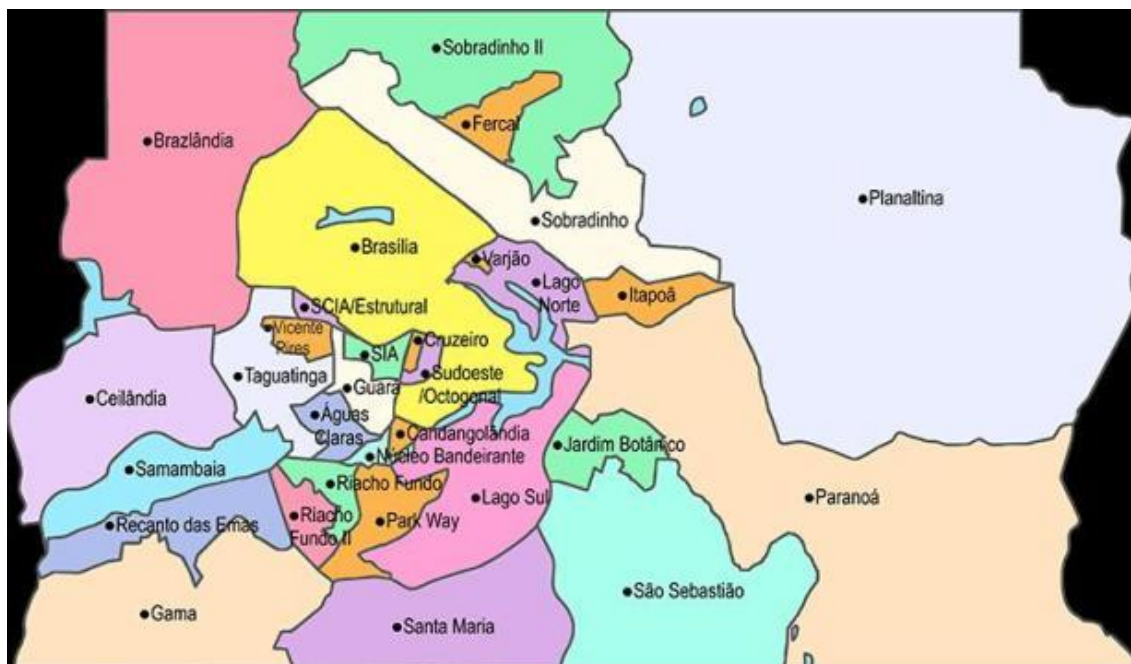 Sobradinho II
Fercal
Brazlândia
Planaltina
Sobradinho
Brasília
Varjão
Lago
Norte
Itapoã
SCIA/Estrutural
Vicente
Pires
Cruzeiro
SIA
Sudoeste
/Octogonal
Taguatinga
Guará
Ceilândia
Águas
Claras
Candangolândia
Jardim Botânico
Núcleo Bandeirante
Samambaia
Riacho Fundo
Lago Sul
Paranoá
Recanto das Emas
Riacho
Fundo II
Park Way
São Sebastião
Gama
Santa Maria